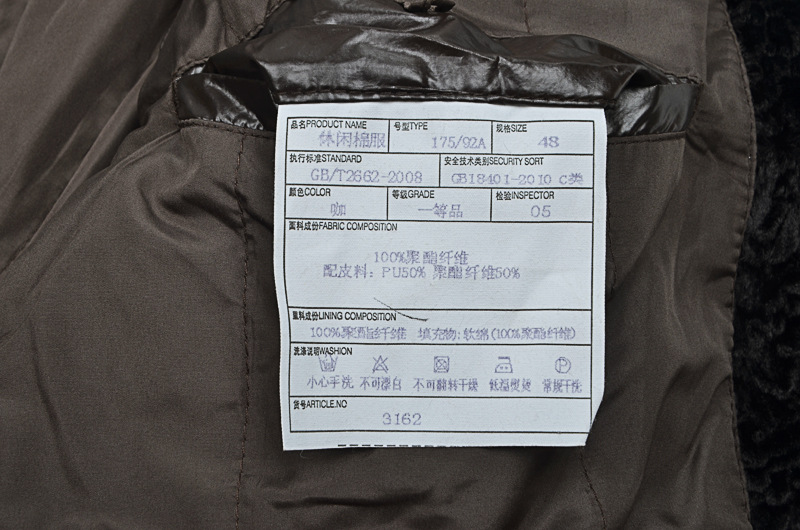 品名PRODUCT NAME 号型TYPE 规格SIZE
休闲棉服 175/92A 48
执行标准STANDARD 安全技术类别SECURITY SORT
GB/T2662-2008 GB18401-2010 C类
颜色COLOR 等级GRADE 检验INSPECTOR
咖 一等品 05
面料成份FABRIC COMPOSITION
100%聚酯纤维
配皮料: PU50% 聚酯纤维50%
里料成份LINING COMPOSITION
100%聚酯纤维 填充物:软绵(100%聚酯纤维)
洗涤说明WASHION
小心手洗 不可漂白 不可翻转干燥 低温熨烫 常规干洗
货号ARTICLE.NO
3162